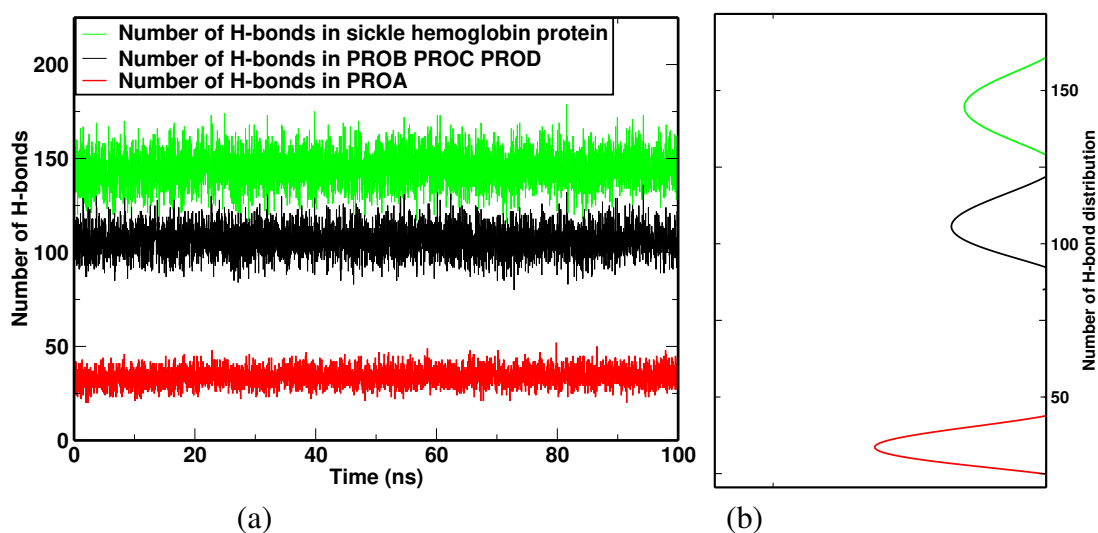 Number of H-bonds in sickle hemoglobin protein
Number of H-bonds in PROB PROC PROD
Number of H-bonds in PROA
Number of H-bonds
200
150
100
50
0
0 20 40 60 80 100
Time (ns)
(a)
150
100
50
Number of H-bond distribution
(b)